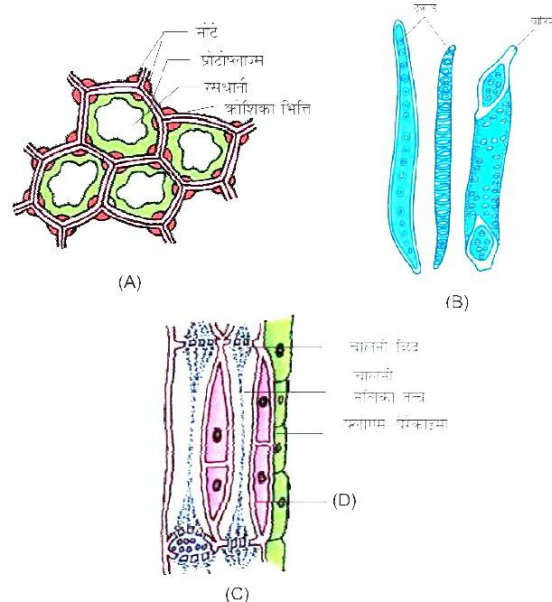 प्रोटोप्लाज्म
रसधानी
कोशिका भित्ति
(A)
(B)
चालनी छिद्र
चालनी
नलिका तत्व
फ्लोएम पैरेंकाइमा
(D)
(C)